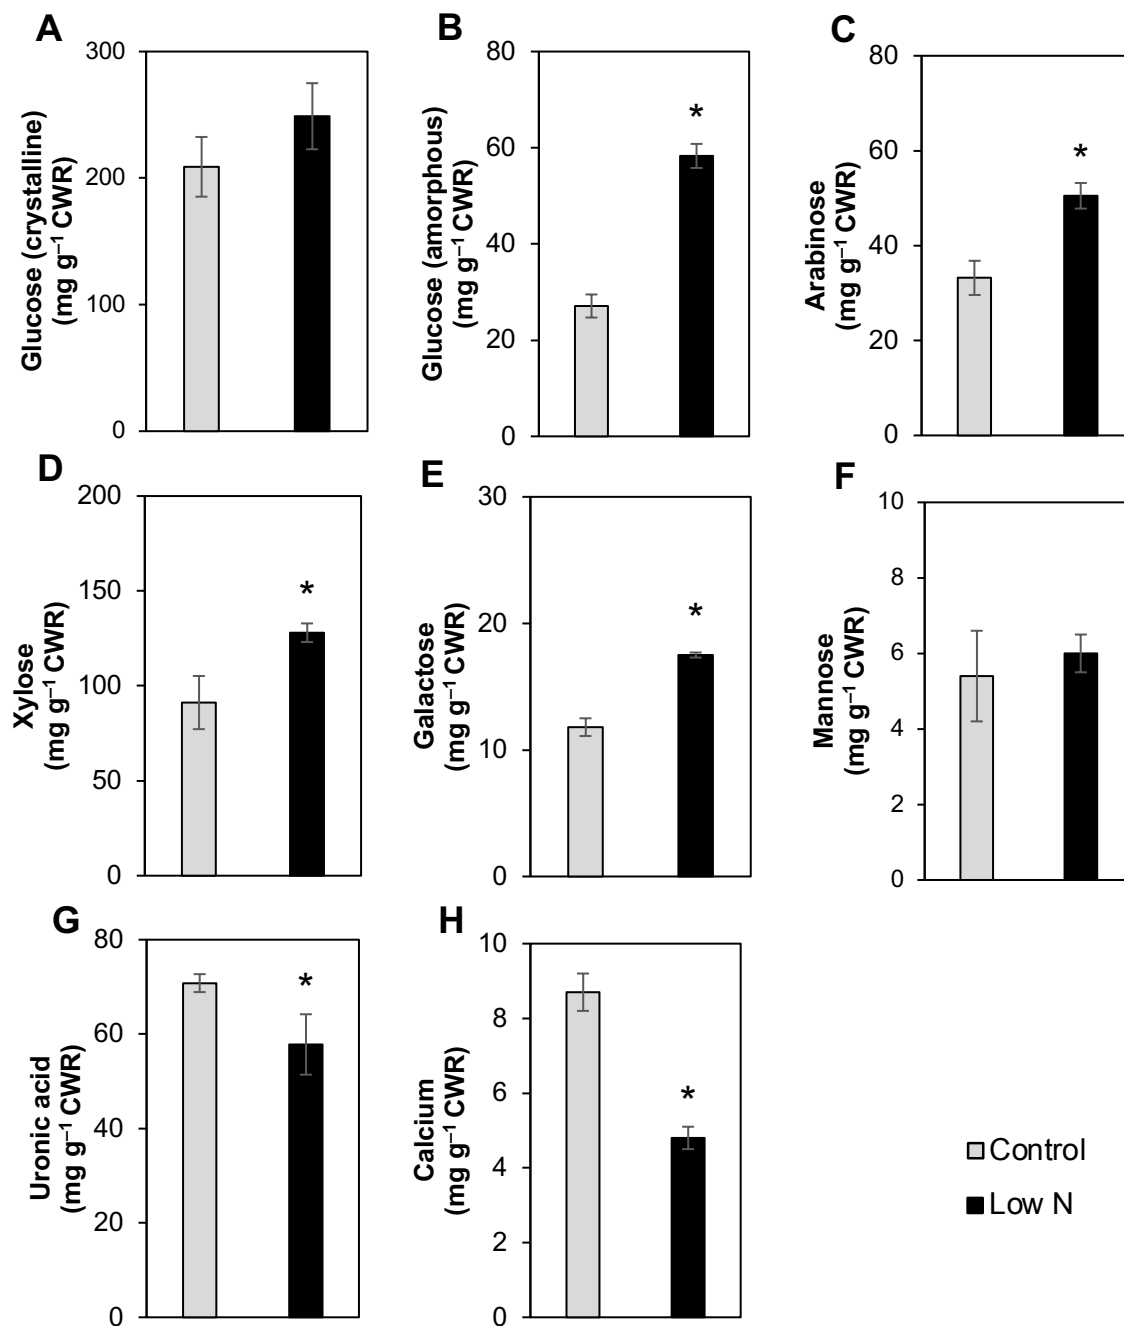 A
Glucose (crystalline)
(mg g⁻¹ CWR)
300
200
100
0
B
Glucose (amorphous)
(mg g⁻¹ CWR)
80
60
40
20
0
*
C
Arabinose
(mg g⁻¹ CWR)
80
60
40
20
0
*
D
Xylose
(mg g⁻¹ CWR)
200
150
100
50
0
*
E
Galactose
(mg g⁻¹ CWR)
30
20
10
0
*
F
Mannose
(mg g⁻¹ CWR)
10
8
6
4
2
0
G
Uronic acid
(mg g⁻¹ CWR)
80
60
40
20
0
*
H
Calcium
(mg g⁻¹ CWR)
10
8
6
4
2
0
*
Control
Low N